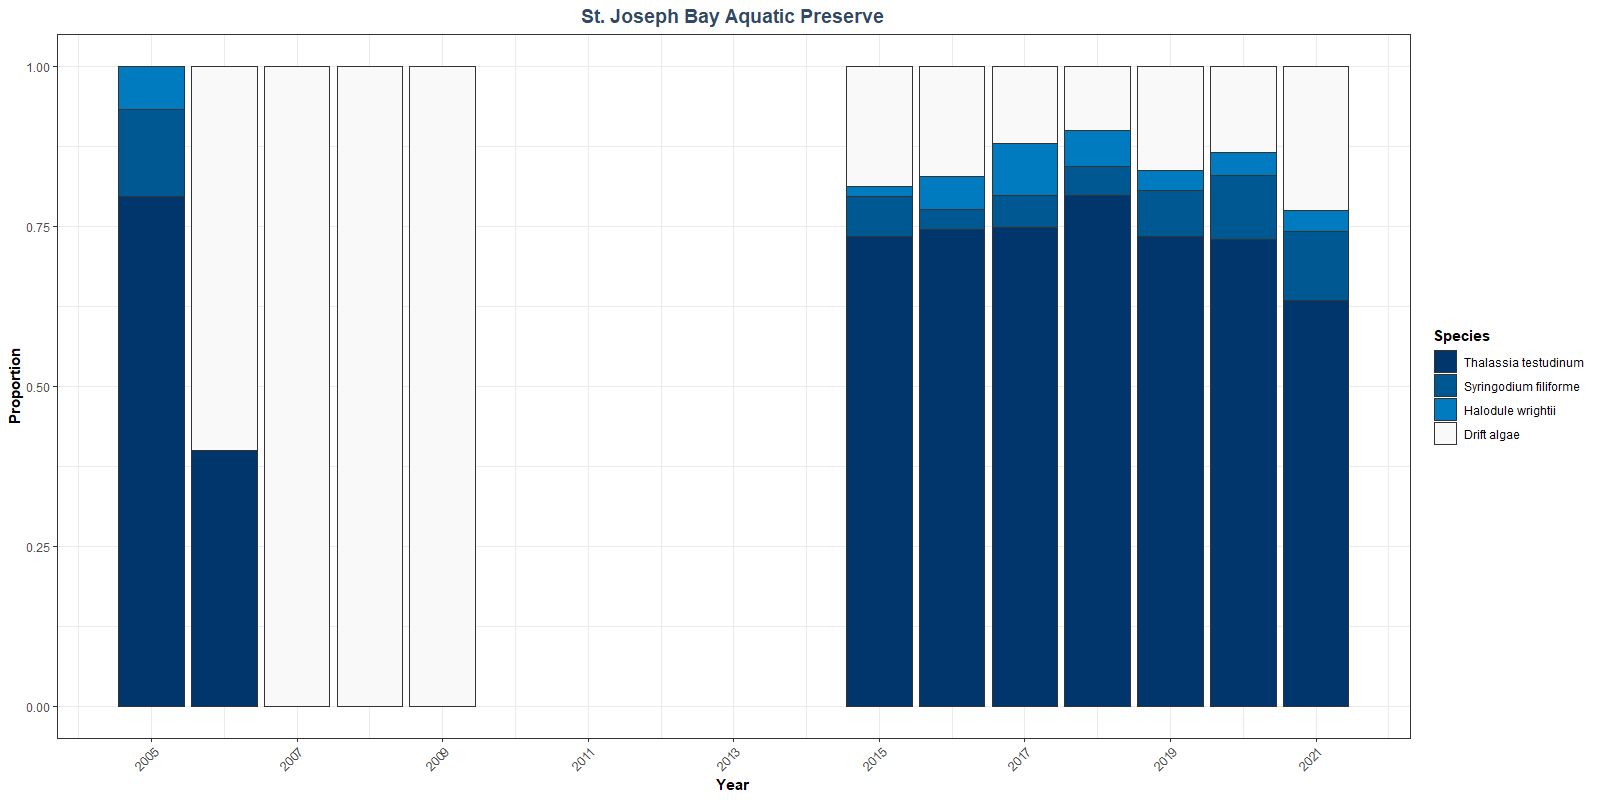 St. Joseph Bay Aquatic Preserve
1.00
0.75
0.50
0.25
0.00
Proportion
2005
2007
2009
2011
2013
2015
2017
2019
2021
Year
Species
Thalassia testudinum
Syringodium filiforme
Halodule wrightii
Drift algae